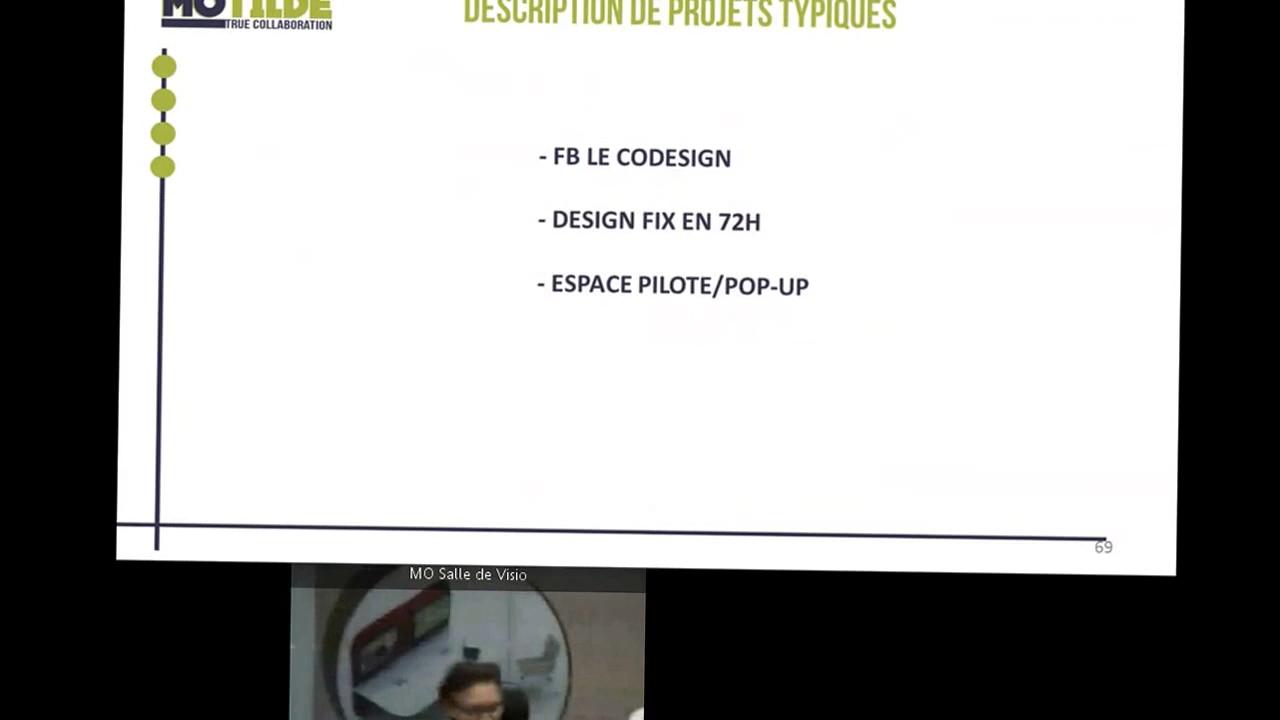 MOTILDE
TRUE COLLABORATION
DESCRIPTION DE PROJETS TYPIQUES
- FB LE CODESIGN
- DESIGN FIX EN 72H
- ESPACE PILOTE/POP-UP
69
MO Salle de Visio